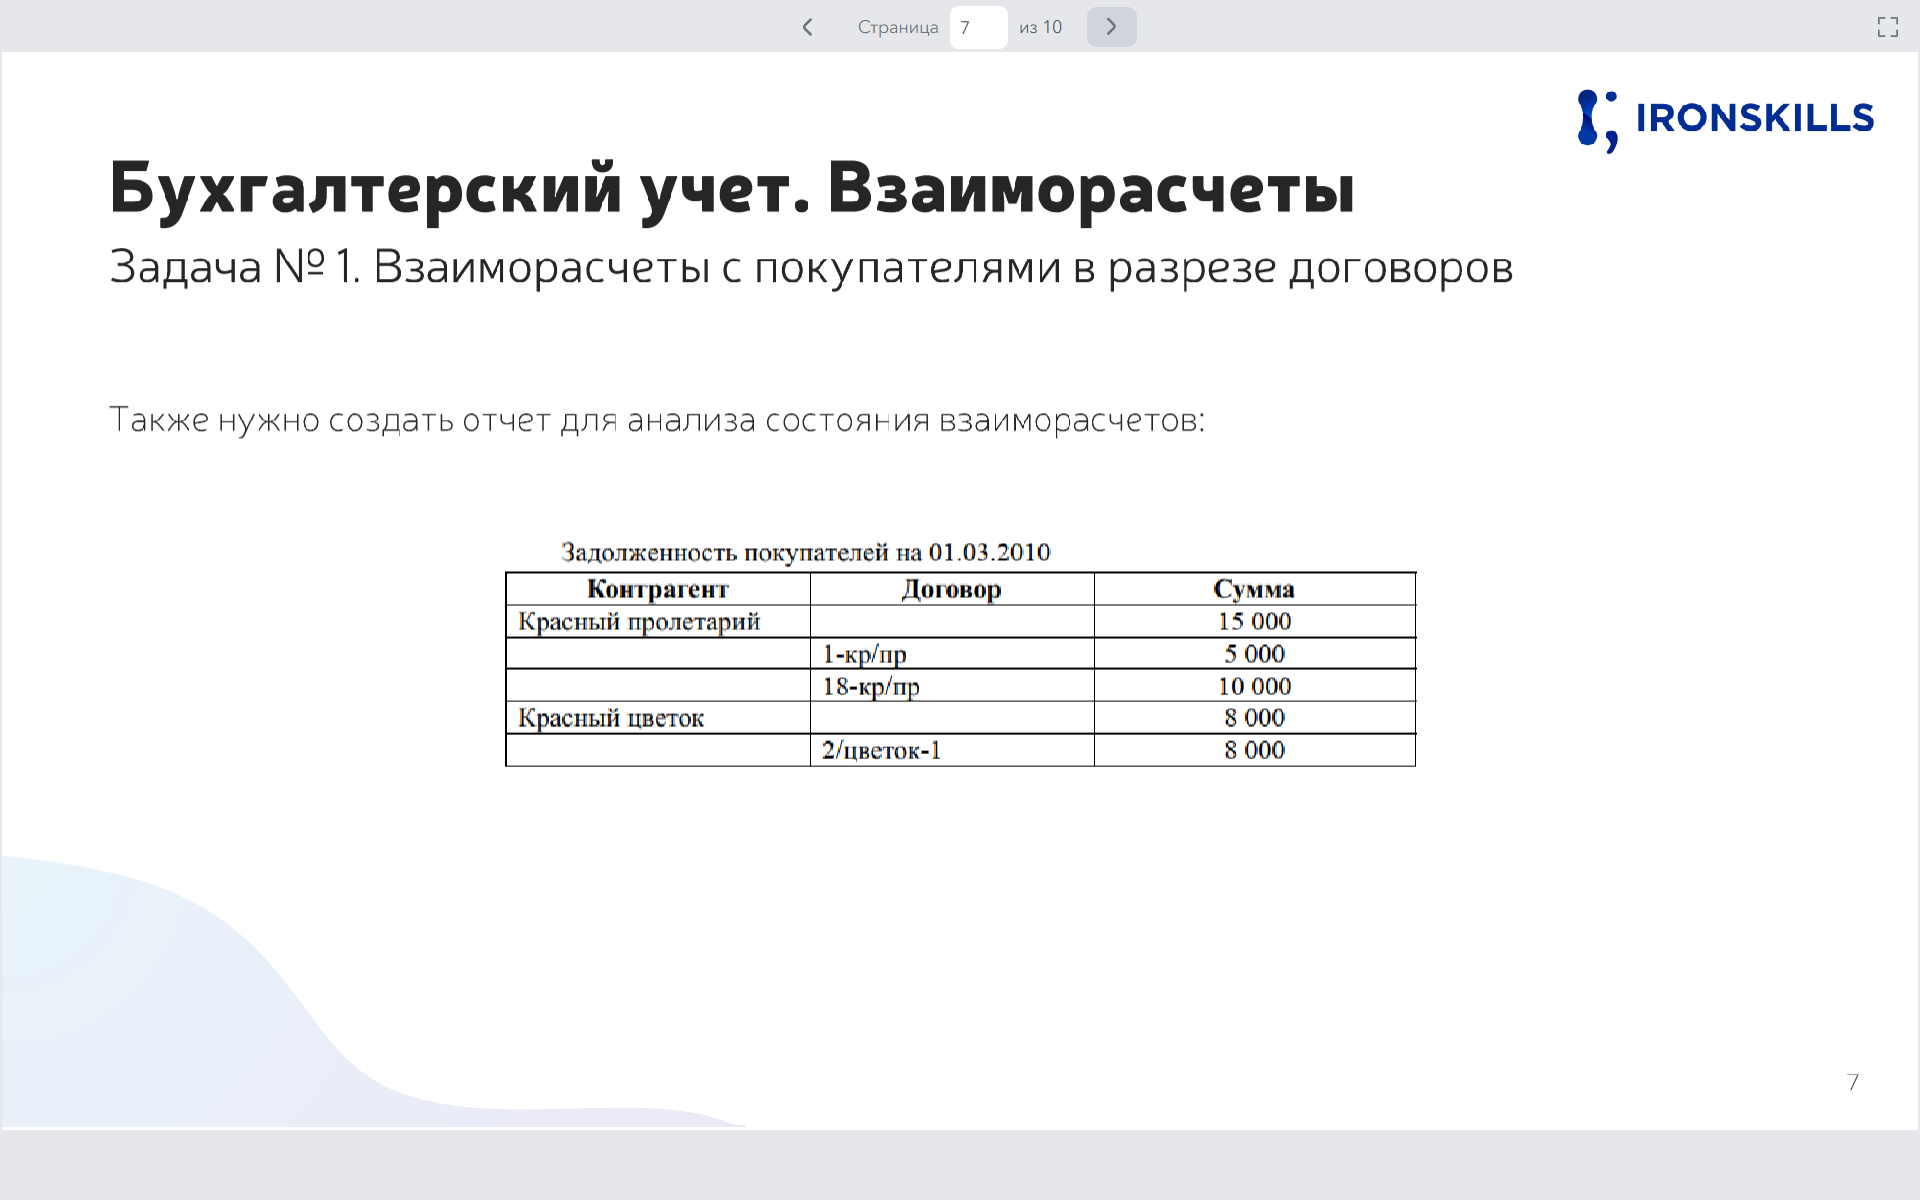 Страница 7 из 10
IRONSKILLS
Бухгалтерский учет. Взаиморасчеты
Задача № 1. Взаиморасчеты с покупателями в разрезе договоров
Также нужно создать отчет для анализа состояния взаиморасчетов:
Задолженность покупателей на 01.03.2010
Контрагент Договор Сумма
Красный пролетарий 15 000
1-кр/пр 5 000
18-кр/пр 10 000
Красный цветок 8 000
2/цветок-1 8 000
7